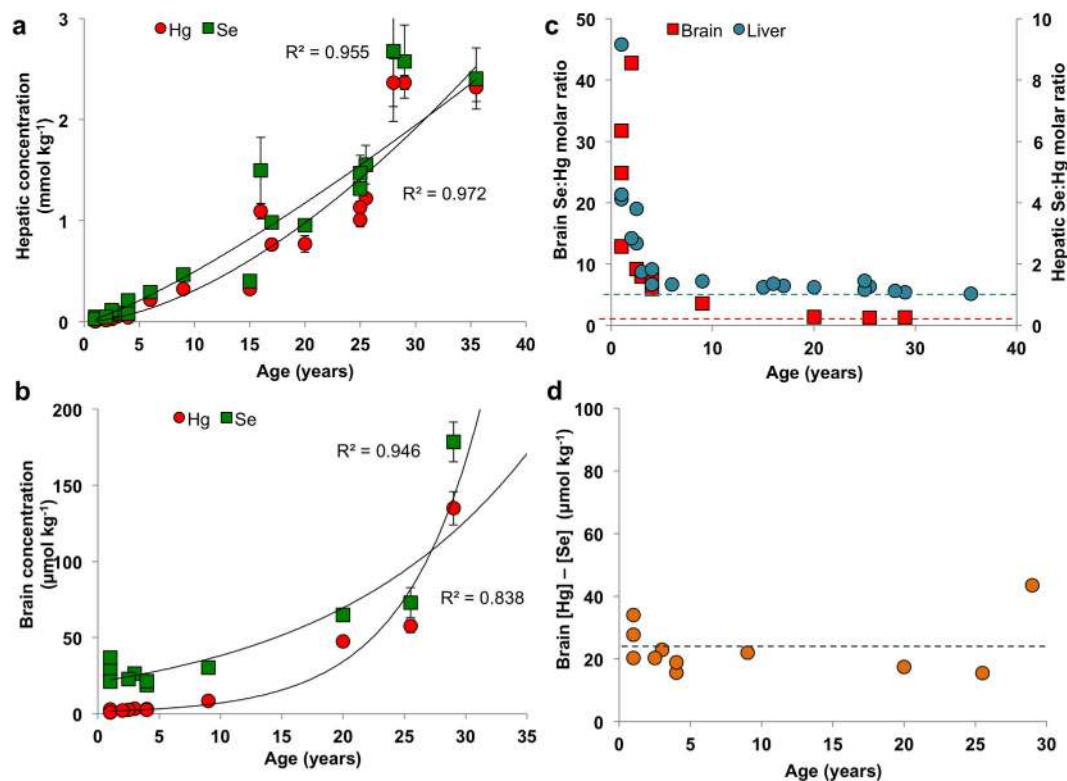 a
Hg Se
R² = 0.955
R² = 0.972
Hepatic concentration
(mmol kg⁻¹)
3
2
1
0
0 5 10 15 20 25 30 35 40
Age (years)
c
Brain Liver
Brain Se:Hg molar ratio
50
40
30
20
10
0
Hepatic Se:Hg molar ratio
10
8
6
4
2
0
0 10 20 30 40
Age (years)
b
Hg Se
R² = 0.946
R² = 0.838
Brain concentration
(µmol kg⁻¹)
200
150
100
50
0
0 5 10 15 20 25 30 35
Age (years)
d
Brain [Hg] – [Se] (µmol kg⁻¹)
100
80
60
40
20
0
0 5 10 15 20 25 30
Age (years)